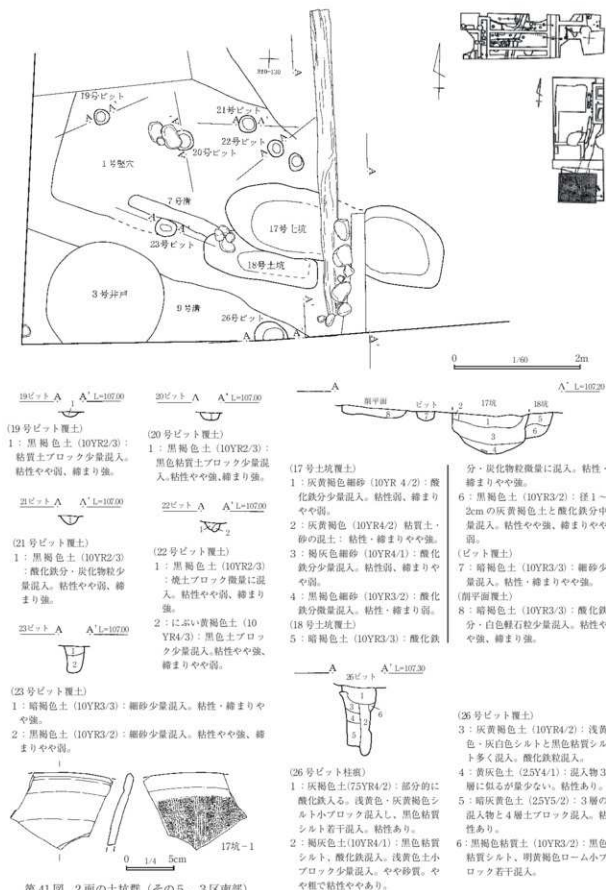 399-130
A
19号ピット
A A'
21号ピット
A A'
22号ピット
A
20号ピット
A
1号竪穴
7号溝
A A'
23号ピット
17号土坑
18号土坑
3号井戸
9号溝
26号ピット
A A'
0 1/60 2m
19ピット A A' L=107.00
1
(19号ピット覆土)
1：黒褐色土（10YR2/3）：
粘質土ブロック少量混入。
粘性やや弱、締まり強。
20ピット A A' L=107.00
(20号ピット覆土)
1：黒褐色土（10YR2/3）：
黒色粘質土ブロック少量混
入。粘性やや強、締まり強。
21ピット A A' L=107.00
(21号ピット覆土)
1：黒褐色土（10YR2/3）
：酸化鉄分・炭化物粒少
量混入。粘性やや弱、締
まり強。
22ピット A A' L=107.00
1 2
(22号ピット覆土)
1：黒褐色土（10YR2/3）
：焼土ブロック微量に混
入。粘性やや弱、締まり
強。
2：にぶい黄褐色土（10
YR4/3）：黒色土ブロッ
ク少量混入。粘性やや強、
締まりやや弱。
23ピット A A' L=107.00
1
2
(23号ピット覆土)
1：暗褐色土（10YR3/3）：細砂少量混入。粘性・締まりや
や強。
2：黒褐色土（10YR3/2）：細砂少量混入。粘性やや強、締
まりやや弱。
A A' L=107.20
削平面 ピット 2 17坑 18坑
8 7 1 3 4 5 6
(17号土坑覆土)
1：灰黄褐色細砂（10YR 4/2）：酸
化鉄分少量混入。粘性弱、締まり
やや弱。
2：灰黄褐色（10YR4/2）粘質土・
砂の混土：粘性・締まりやや強。
3：褐灰色細砂（10YR4/1）：酸化
鉄分少量混入。粘性弱、締まりや
や弱。
4：黒褐色細砂（10YR3/2）：酸化
鉄分微量混入。粘性・締まり弱。
(18号土坑覆土)
5：暗褐色土（10YR3/3）：酸化鉄
分・炭化物粒微量に混入。粘性・
締まりやや強。
6：黒褐色土（10YR3/2）：径1～
2cmの灰黄色土と酸化鉄分中
量混入。粘性やや強、締まりやや
弱。
(ピット覆土)
7：暗褐色土（10YR3/3）：細砂少
量混入。粘性・締まりやや強。
(削平面覆土)
8：暗褐色土（10YR3/3）：酸化鉄
分・白色軽石粒少量混入。粘性や
や強、締まり強。
A A' L=107.30
26ピット
1
3
4 2
5
6
(26号ピット柱痕)
1：灰褐色土(7.5YR4/2)：部分的に
酸化鉄入る。浅黄色・灰黄褐色シ
ルト小ブロック混入し、黒色粘質
シルト若干混入。粘性あり。
2：褐灰色土(10YR4/1)：黒色粘質
シルト、酸化鉄混入。浅黄色土小
ブロック少量混入。やや砂質。や
や粗で粘性ややあり。
(26号ピット覆土)
3：灰黄褐色土（10YR4/2）：浅黄
色・灰白色シルトと黒色粘質シル
ト多く混入。酸化鉄粒混入。
4：黄灰色土（2.5Y4/1）：混入物3
層に似るが量少ない。粘性あり。
5：暗灰黄色土（2.5Y5/2）：3層の
混入物と4層土ブロック混入。粘
性あり。
6：黒褐色粘質土（10YR3/2）：黒色
粘質シルト、明黄褐色ローム小ブ
ロック若干混入。
17坑-1
0 1/4 5cm
第41図 2面の土坑群（その5 3区南部）